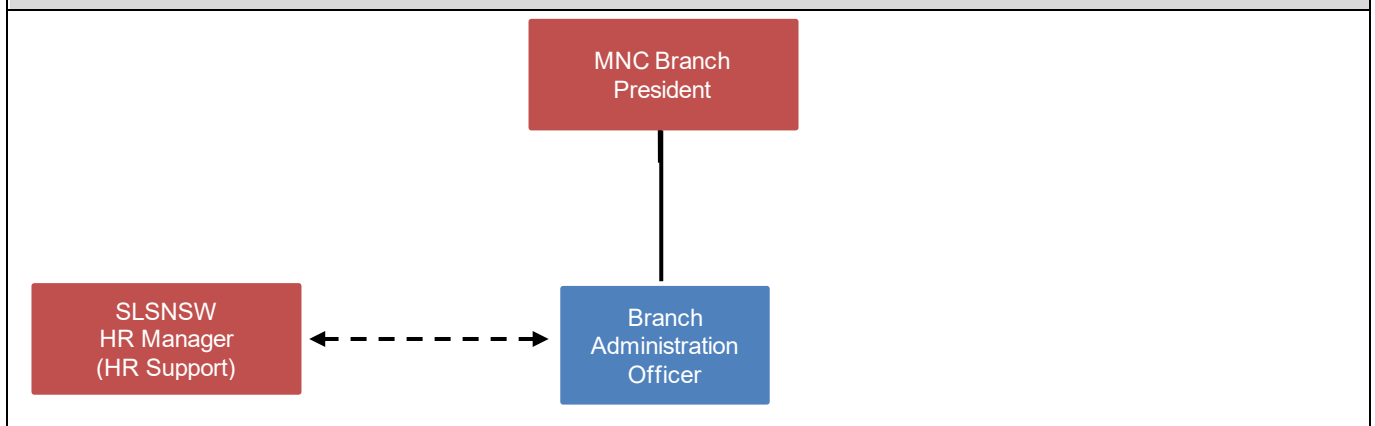 MNC Branch
President
SLSNSW
HR Manager
(HR Support)
Branch
Administration
Officer